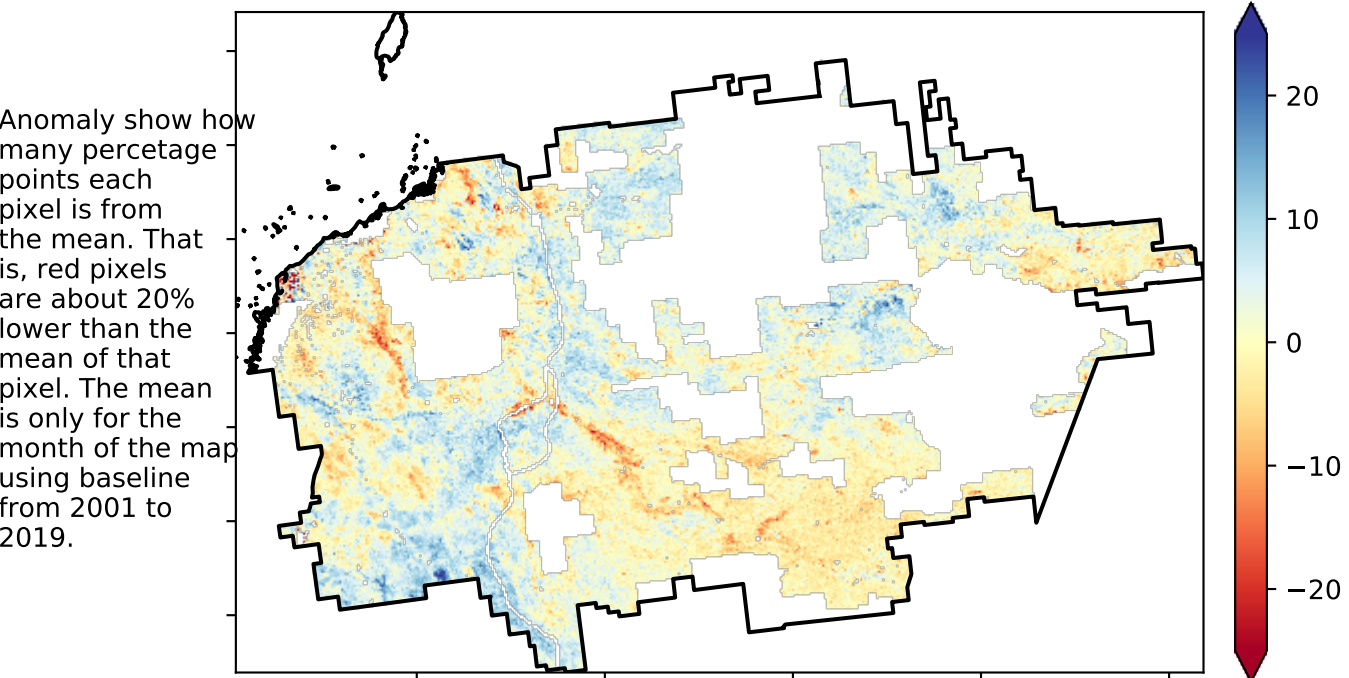 Anomaly show how
many percetage
points each
pixel is from
the mean. That
is, red pixels
are about 20%
lower than the
mean of that
pixel. The mean
is only for the
month of the map
using baseline
from 2001 to
2019.
20
10
0
−10
−20